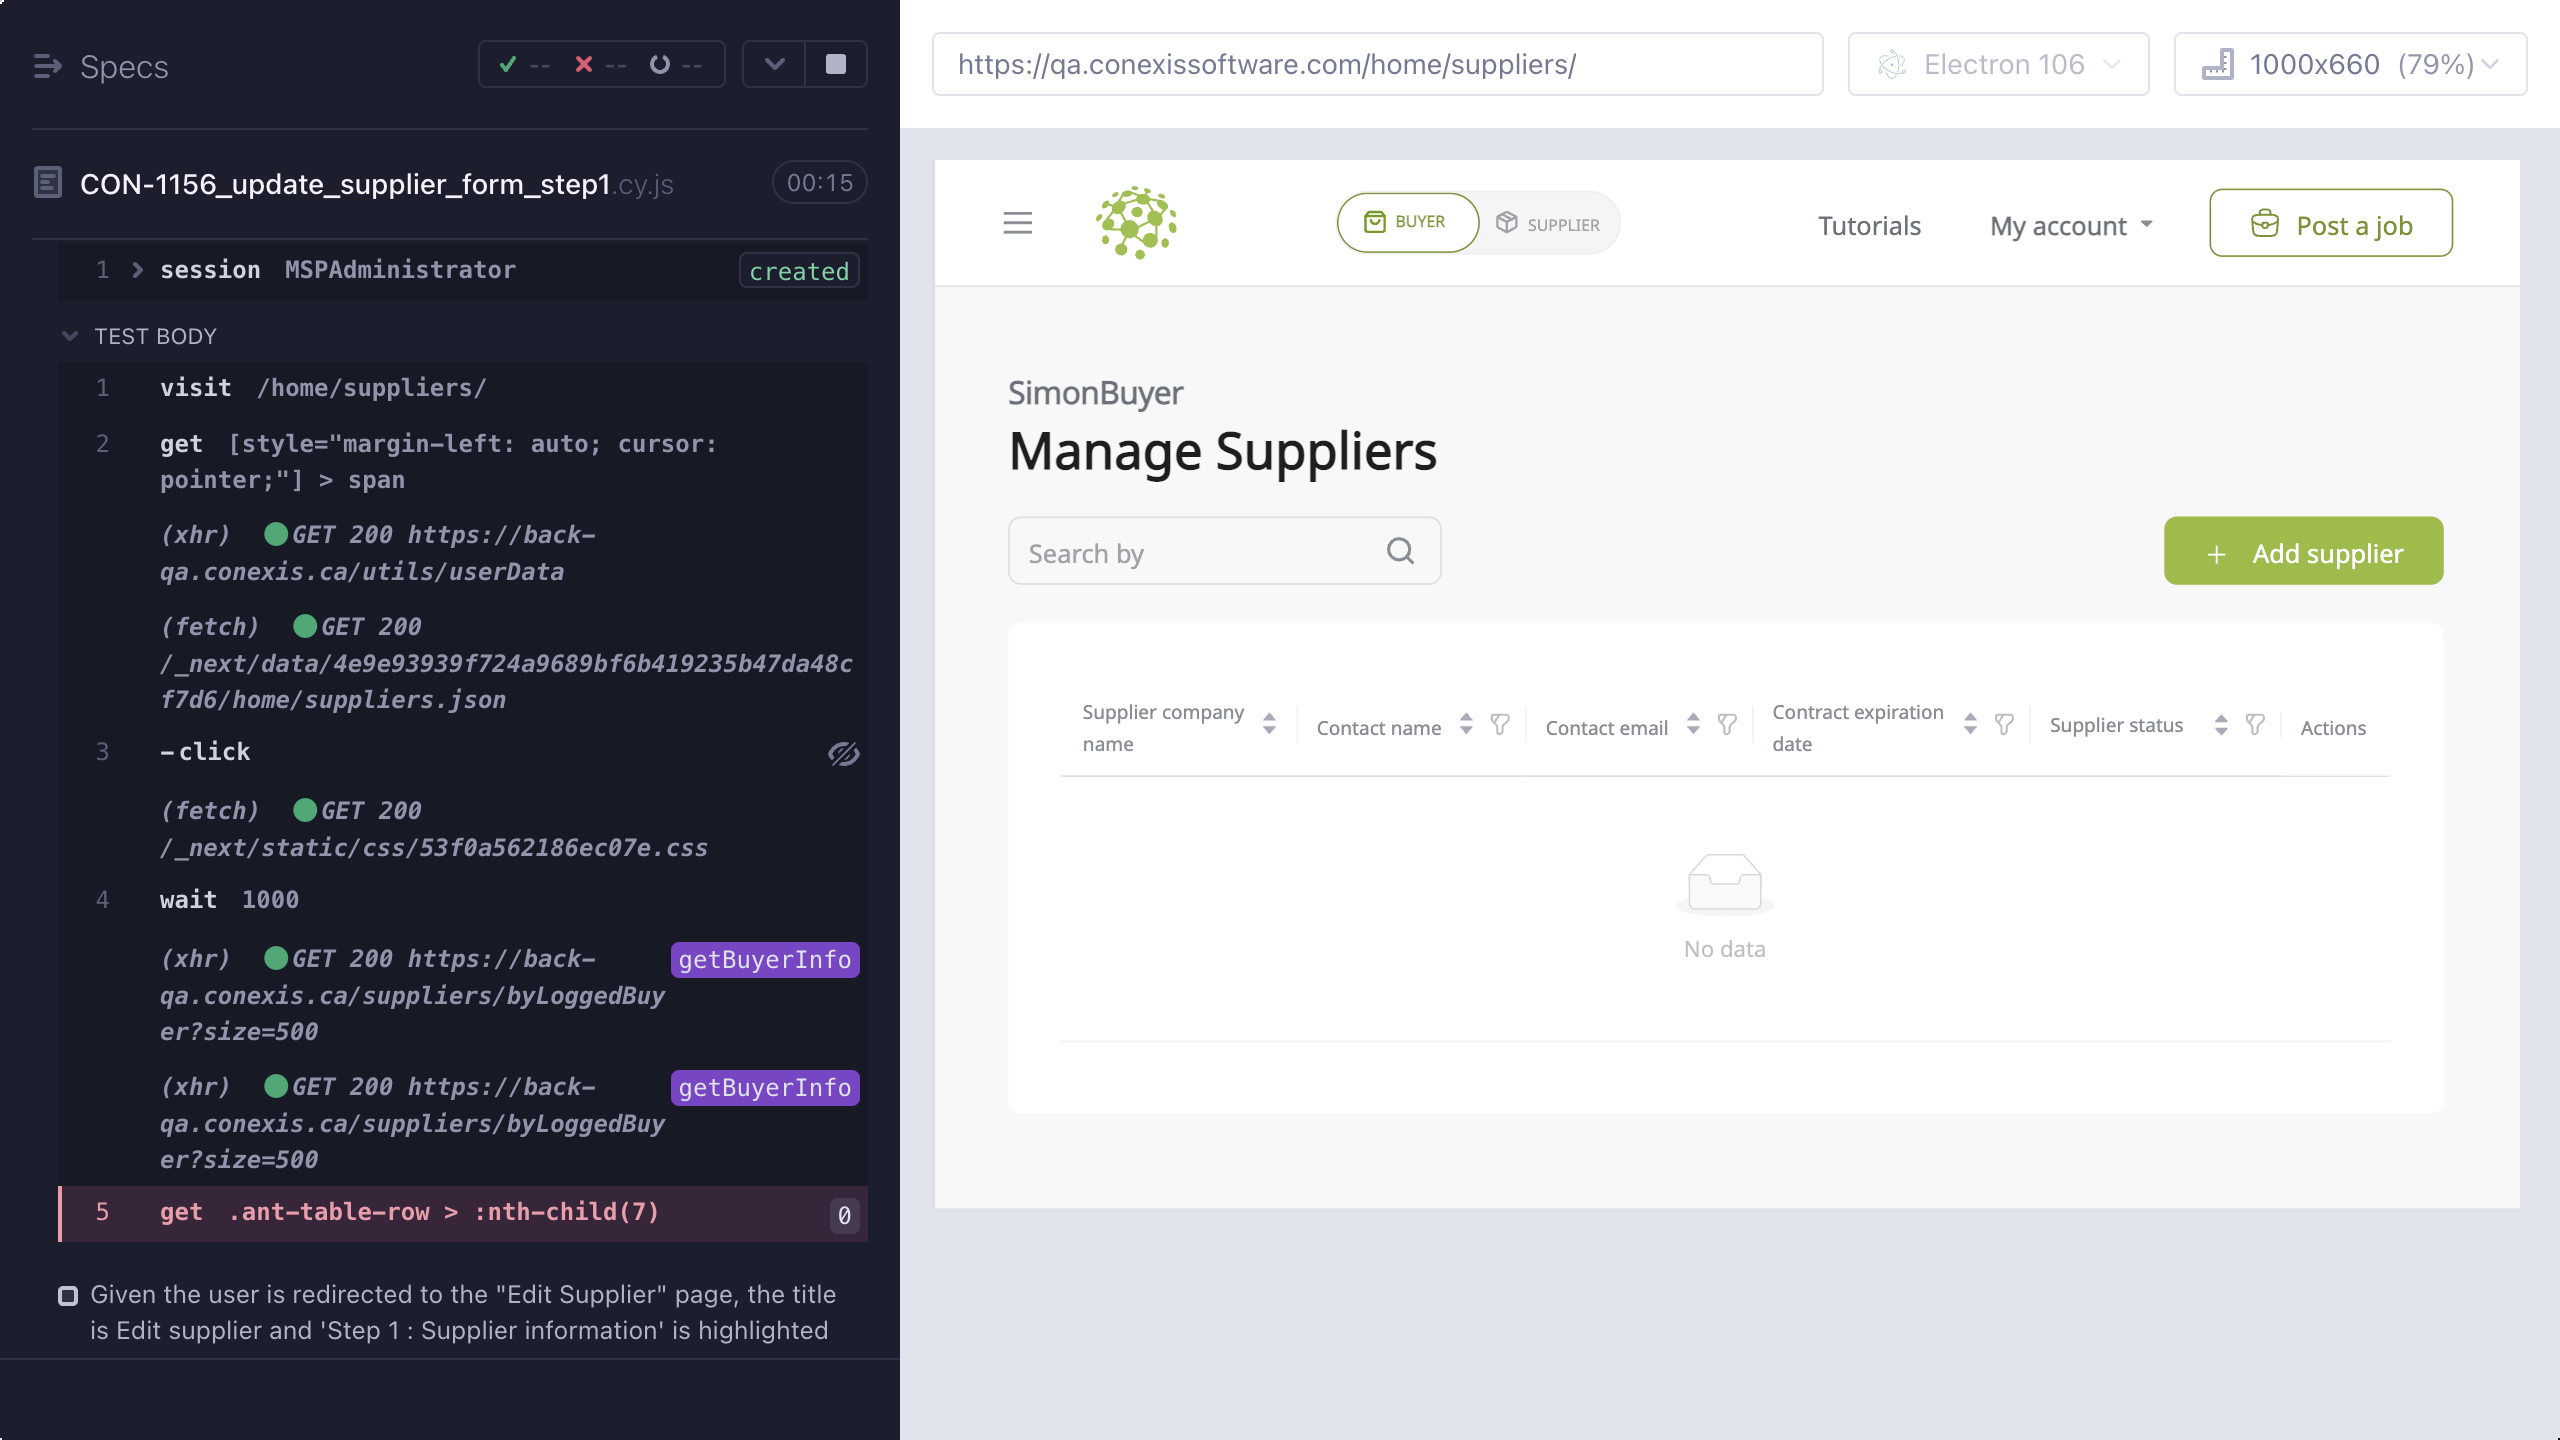 Specs
-- -- --
CON-1156_update_supplier_form_step1.cy.js 00:15
1 session MSPAdministrator created
TEST BODY
1 visit /home/suppliers/
2 get [style="margin-left: auto; cursor:
pointer;"] > span
(xhr) GET 200 https://back-
qa.conexis.ca/utils/userData
(fetch) GET 200
/_next/data/4e9e93939f724a9689bf6b419235b47da48c
f7d6/home/suppliers.json
3 -click
(fetch) GET 200
/_next/static/css/53f0a562186ec07e.css
4 wait 1000
(xhr) GET 200 https://back- getBuyerInfo
qa.conexis.ca/suppliers/byLoggedBuy
er?size=500
(xhr) GET 200 https://back- getBuyerInfo
qa.conexis.ca/suppliers/byLoggedBuy
er?size=500
5 get .ant-table-row > :nth-child(7) 0
Given the user is redirected to the "Edit Supplier" page, the title
is Edit supplier and 'Step 1 : Supplier information' is highlighted
https://qa.conexissoftware.com/home/suppliers/ Electron 106 1000x660 (79%)
BUYER SUPPLIER Tutorials My account Post a job
SimonBuyer
Manage Suppliers
Search by + Add supplier
Supplier company
name
Contact name
Contact email
Contract expiration
date
Supplier status
Actions
No data